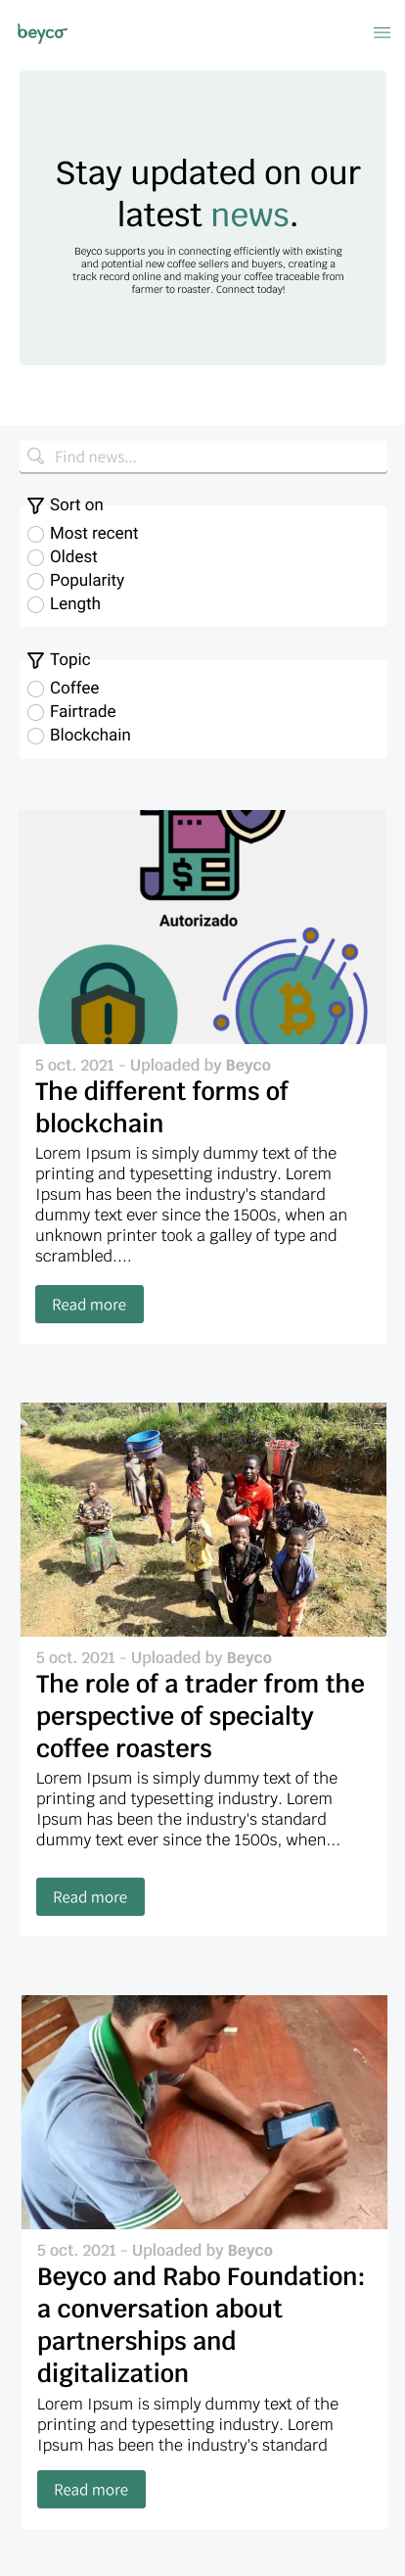 beyco
Stay updated on our
latest news.
Beyco supports you in connecting efficiently with existing
and potential new coffee sellers and buyers, creating a
track record online and making your coffee traceable from
farmer to roaster. Connect today!
Find news...
Sort on
Most recent
Oldest
Popularity
Length
Topic
Coffee
Fairtrade
Blockchain
Autorizado
5 oct. 2021 - Uploaded by Beyco
The different forms of
blockchain
Lorem Ipsum is simply dummy text of the
printing and typesetting industry. Lorem
Ipsum has been the industry's standard
dummy text ever since the 1500s, when an
unknown printer took a galley of type and
scrambled....
Read more
5 oct. 2021 - Uploaded by Beyco
The role of a trader from the
perspective of specialty
coffee roasters
Lorem Ipsum is simply dummy text of the
printing and typesetting industry. Lorem
Ipsum has been the industry's standard
dummy text ever since the 1500s, when...
Read more
5 oct. 2021 - Uploaded by Beyco
Beyco and Rabo Foundation:
a conversation about
partnerships and
digitalization
Lorem Ipsum is simply dummy text of the
printing and typesetting industry. Lorem
Ipsum has been the industry's standard
Read more